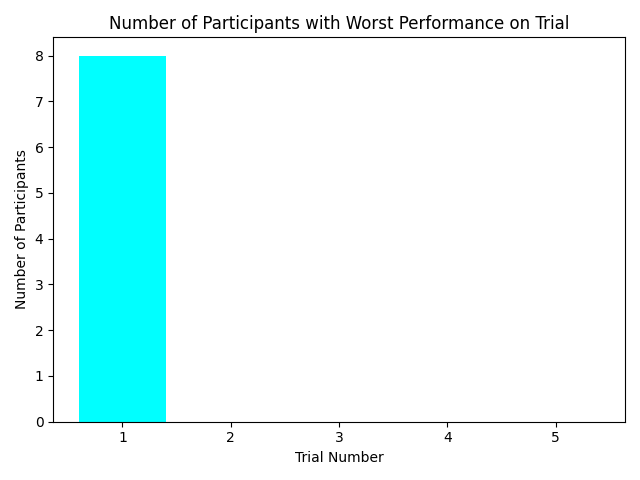 Number of Participants with Worst Performance on Trial
8
7
6
5
4
3
2
1
0
Number of Participants
1 2 3 4 5
Trial Number